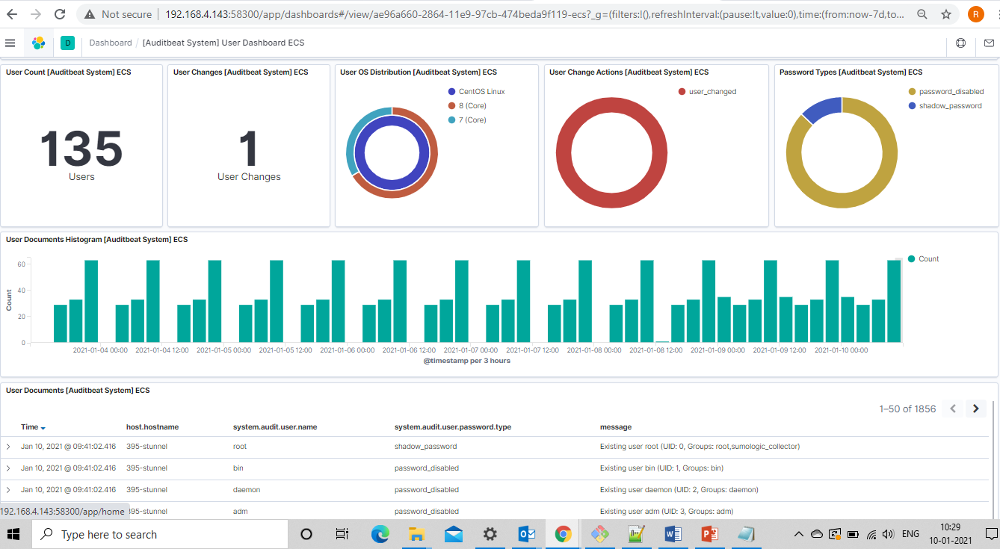 Not secure | 192.168.4.143:58300/app/dashboards#/view/ae96a660-2864-11e9-97cb-474beda9f119-ecs?_g=(filters:!(),refreshInterval:(pause:!t,value:0),time:(from:now-7d,to... R
D Dashboard / [Auditbeat System] User Dashboard ECS
User Count [Auditbeat System] ECS
135
Users
User Changes [Auditbeat System] ECS
1
User Changes
User OS Distribution [Auditbeat System] ECS
CentOS Linux
8 (Core)
7 (Core)
User Change Actions [Auditbeat System] ECS
user_changed
Password Types [Auditbeat System] ECS
password_disabled
shadow_password
User Documents Histogram [Auditbeat System] ECS
Count
60
40
20
0
Count
2021-01-04 00:00 2021-01-04 12:00 2021-01-05 00:00 2021-01-05 12:00 2021-01-06 00:00 2021-01-06 12:00 2021-01-07 00:00 2021-01-07 12:00 2021-01-08 00:00 2021-01-08 12:00 2021-01-09 00:00 2021-01-09 12:00 2021-01-10 00:00
@timestamp per 3 hours
User Documents [Auditbeat System] ECS
1–50 of 1856
Time host.hostname system.audit.user.name system.audit.user.password.type message
Jan 10, 2021 @ 09:41:02.416 395-stunnel root shadow_password Existing user root (UID: 0, Groups: root,sumologic_collector)
Jan 10, 2021 @ 09:41:02.416 395-stunnel bin password_disabled Existing user bin (UID: 1, Groups: bin)
Jan 10, 2021 @ 09:41:02.416 395-stunnel daemon password_disabled Existing user daemon (UID: 2, Groups: daemon)
192.168.4.143:58300/app/home 395-stunnel adm password_disabled Existing user adm (UID: 3, Groups: adm)
Type here to search
ENG
10:29
10-01-2021